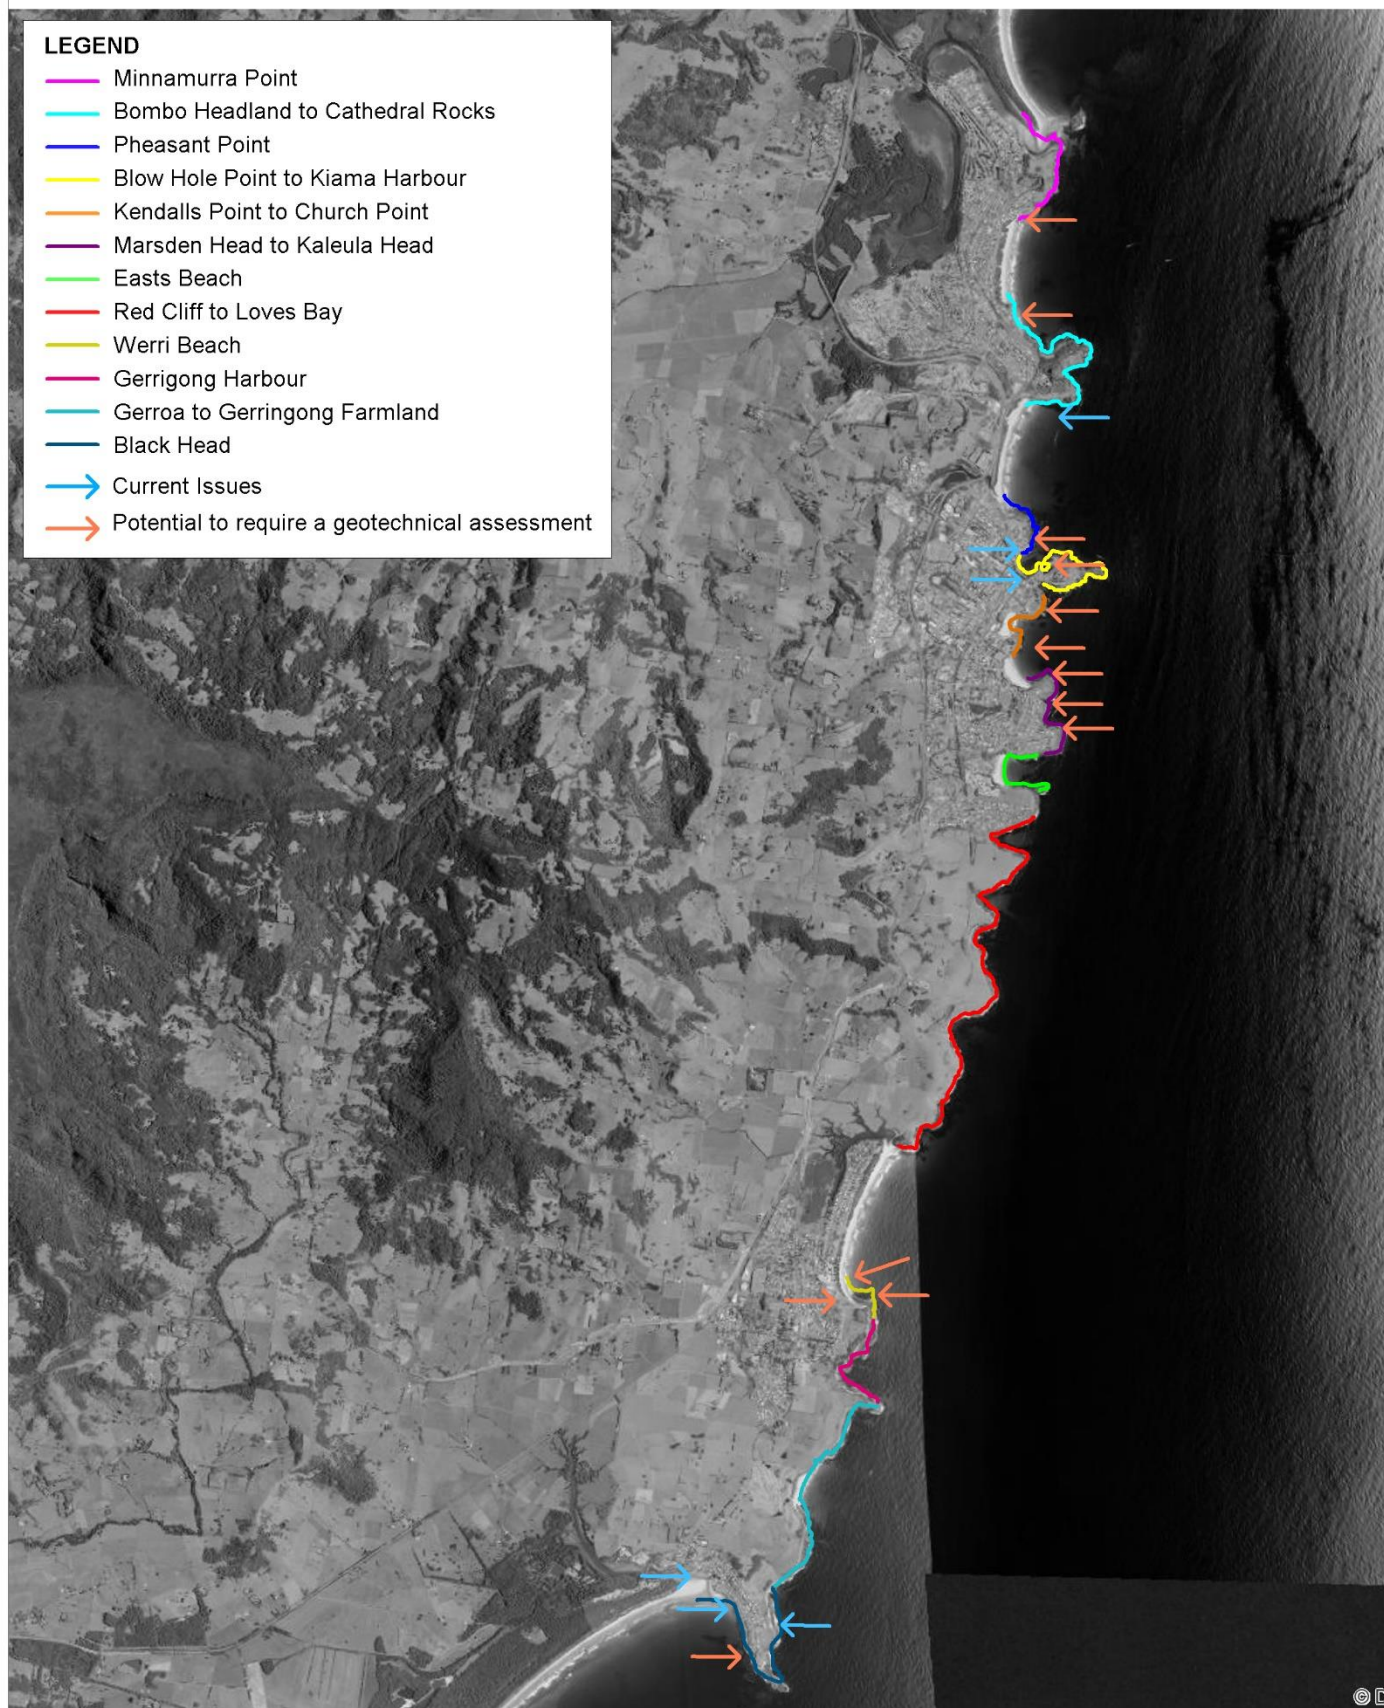 LEGEND
Minnamurra Point
Bombo Headland to Cathedral Rocks
Pheasant Point
Blow Hole Point to Kiama Harbour
Kendalls Point to Church Point
Marsden Head to Kaleula Head
Easts Beach
Red Cliff to Loves Bay
Werri Beach
Gerrigong Harbour
Gerroa to Gerringong Farmland
Black Head
Current Issues
Potential to require a geotechnical assessment
©